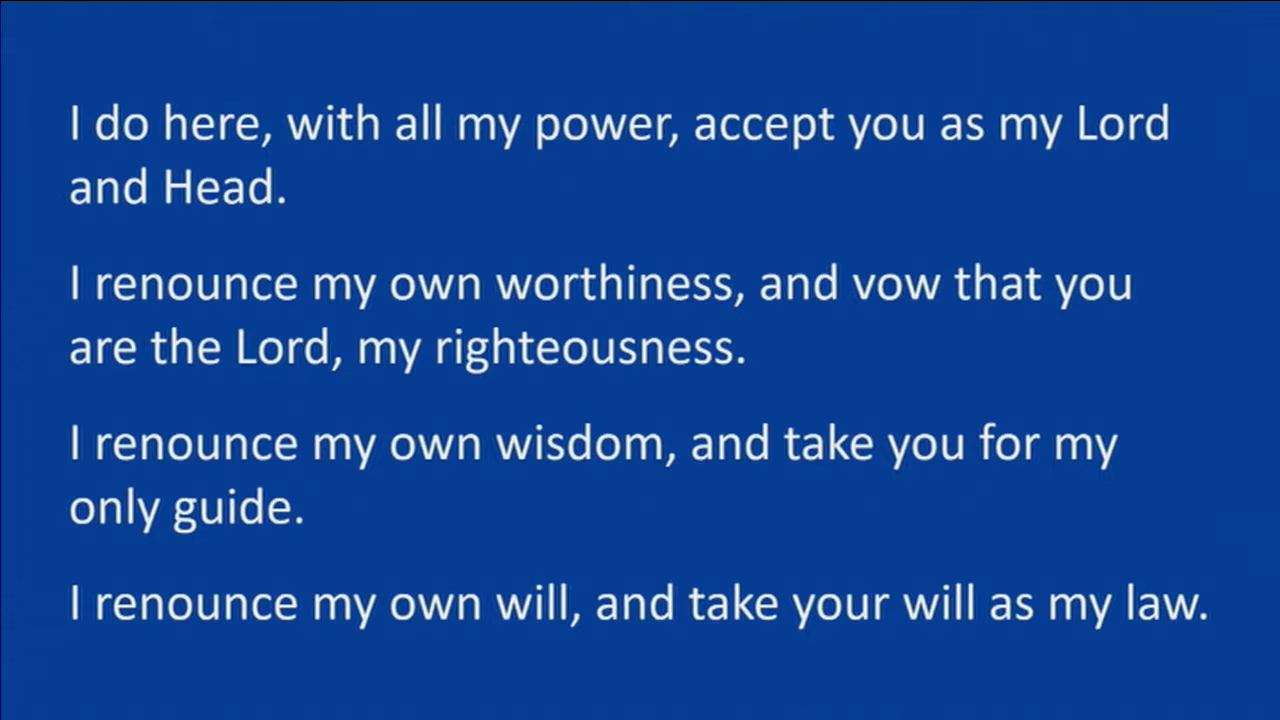 I do here, with all my power, accept you as my Lord
and Head.
I renounce my own worthiness, and vow that you
are the Lord, my righteousness.
I renounce my own wisdom, and take you for my
only guide.
I renounce my own will, and take your will as my law.